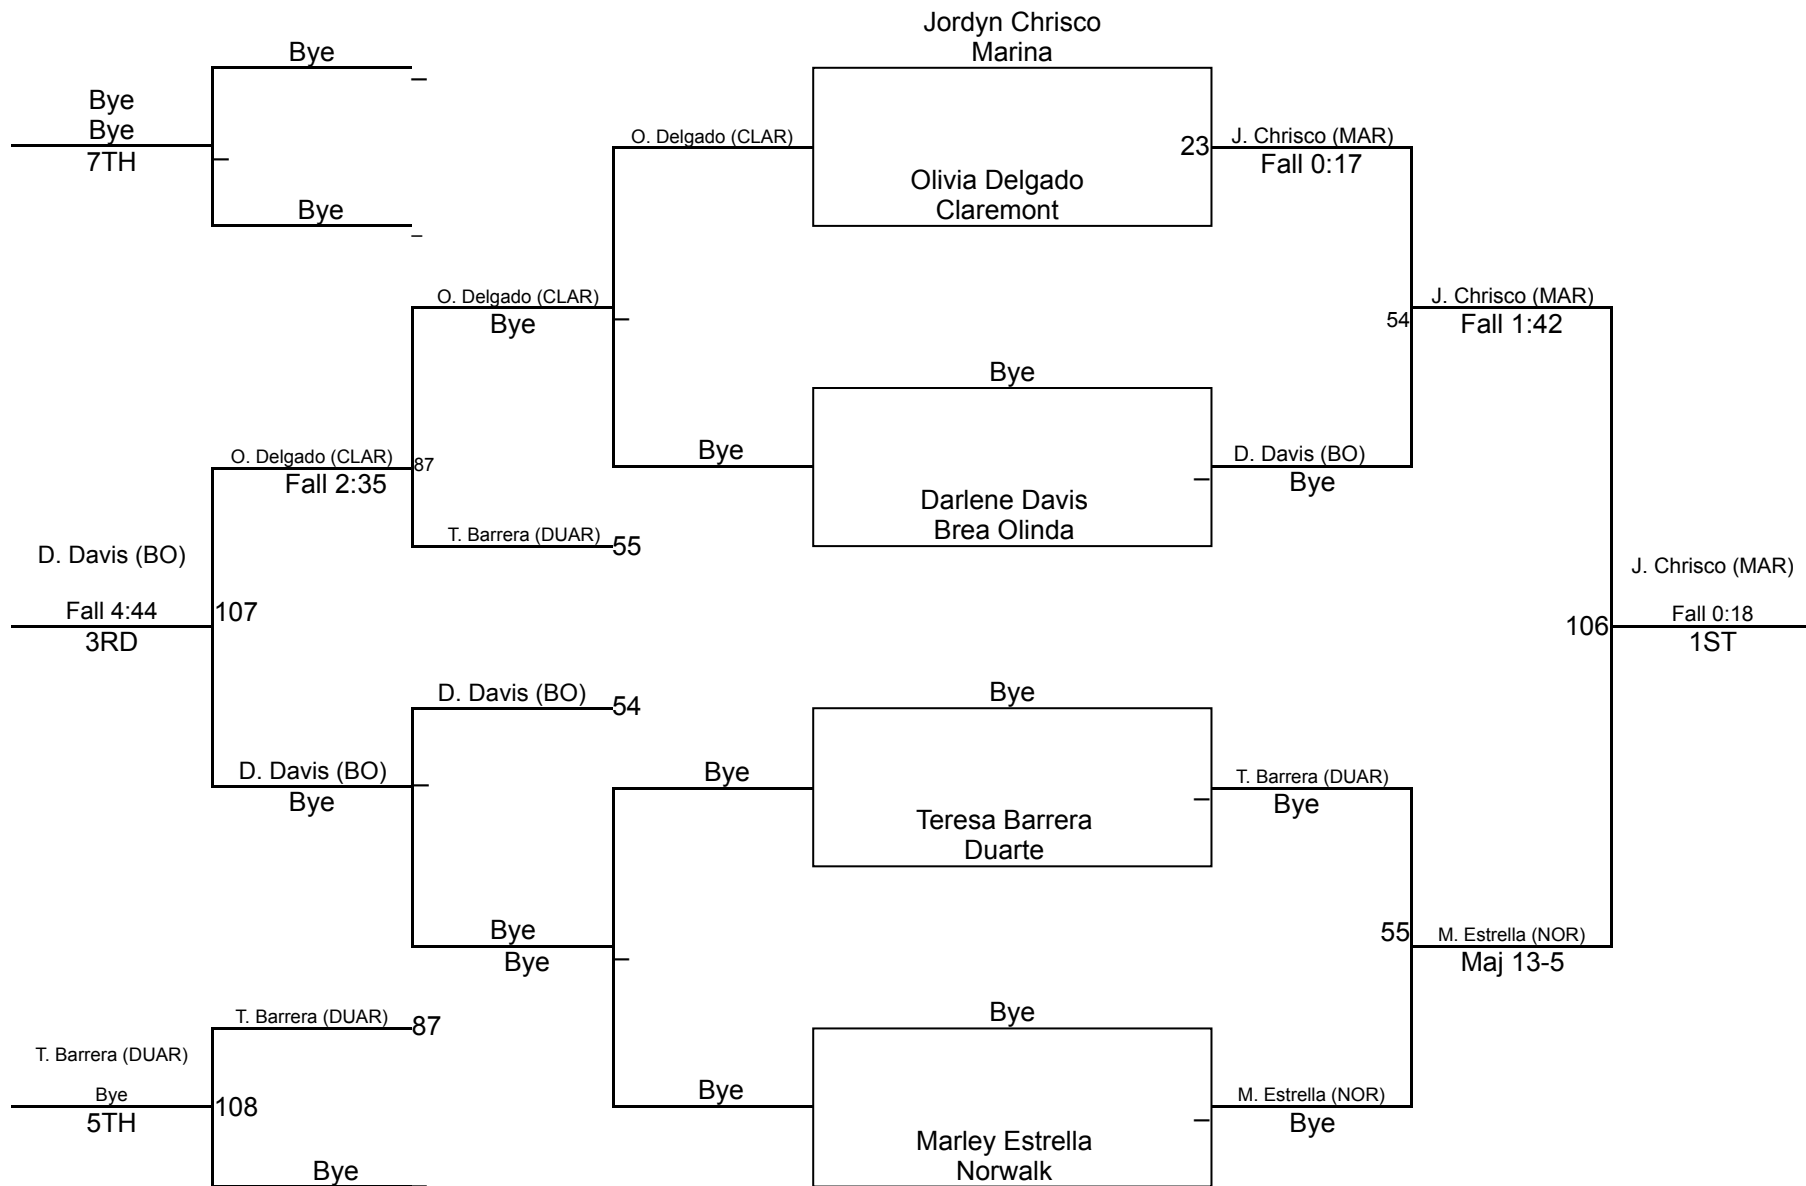 Jordyn Chrisco
Marina
Bye
Bye
Bye
7TH
Bye
O. Delgado (CLAR)
23
J. Chrisco (MAR)
Fall 0:17
Olivia Delgado
Claremont
O. Delgado (CLAR)
Bye
54
J. Chrisco (MAR)
Fall 1:42
Bye
O. Delgado (CLAR)
87
Fall 2:35
Bye
D. Davis (BO)
Bye
Darlene Davis
Brea Olinda
T. Barrera (DUAR)
55
D. Davis (BO)
Fall 4:44
3RD
107
J. Chrisco (MAR)
106
Fall 0:18
1ST
D. Davis (BO)
54
Bye
D. Davis (BO)
Bye
Bye
T. Barrera (DUAR)
Bye
Teresa Barrera
Duarte
Bye
Bye
55
M. Estrella (NOR)
Maj 13-5
T. Barrera (DUAR)
87
Bye
T. Barrera (DUAR)
Bye
5TH
108
Bye
M. Estrella (NOR)
Bye
Marley Estrella
Norwalk
Bye